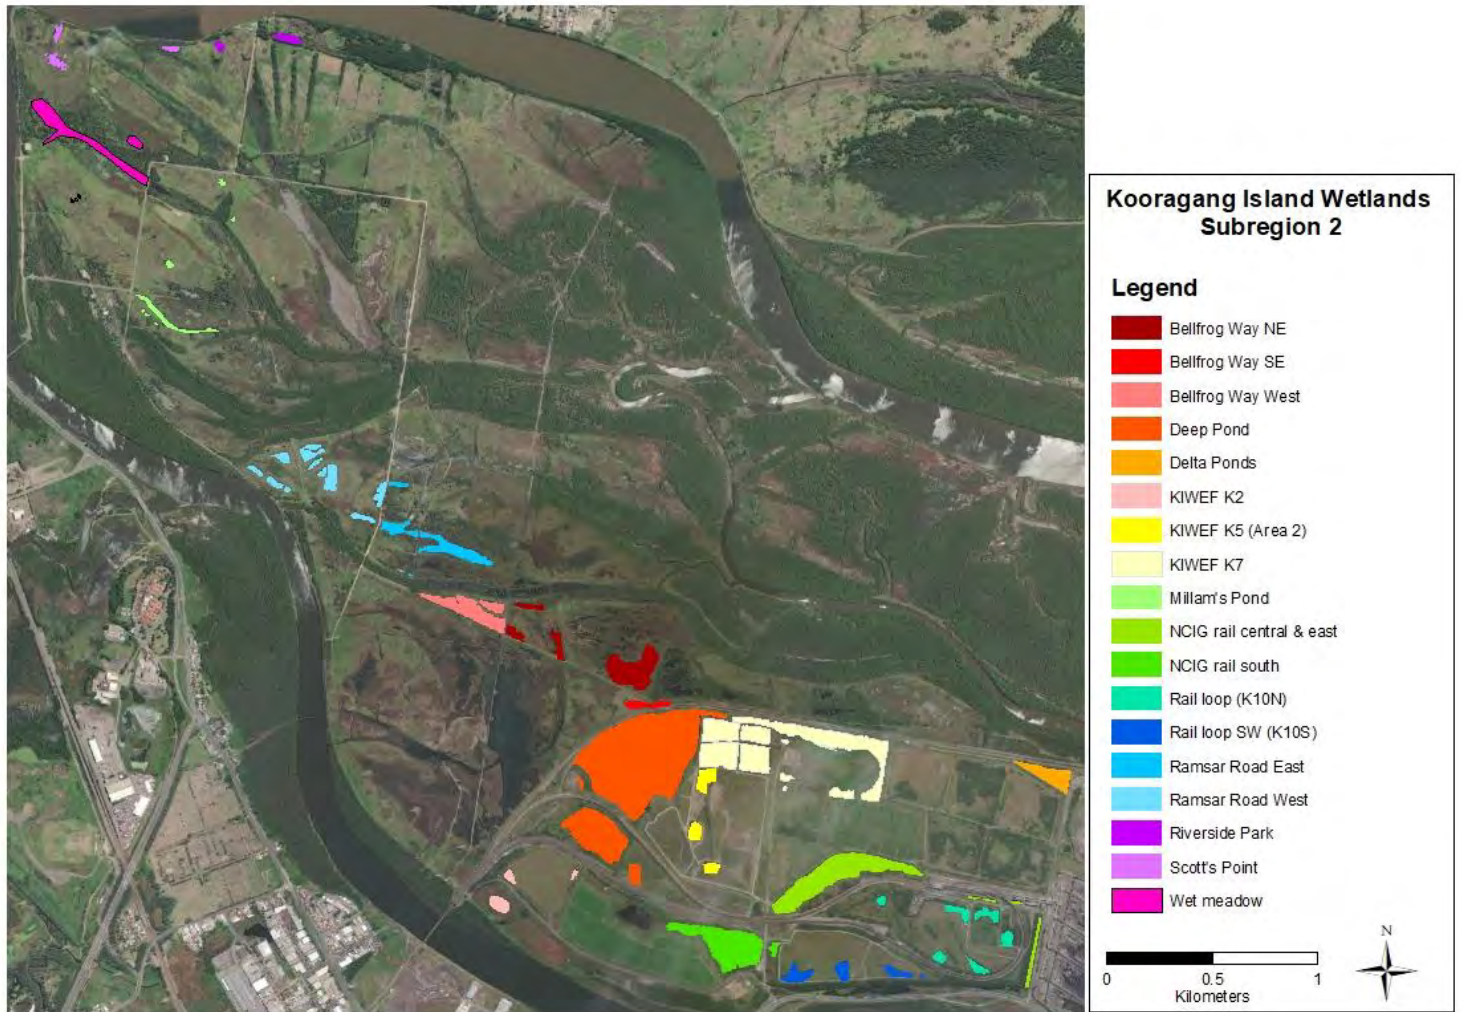 Kooragang Island Wetlands
Subregion 2
Legend
Bellfrog Way NE
Bellfrog Way SE
Bellfrog Way West
Deep Pond
Delta Ponds
KIWEF K2
KIWEF K5 (Area 2)
KIWEF K7
Millam's Pond
NCIG rail central & east
NCIG rail south
Rail loop (K10N)
Rail loop SW (K10S)
Ramsar Road East
Ramsar Road West
Riverside Park
Scott's Point
Wet meadow
N
0 0.5 1
Kilometers